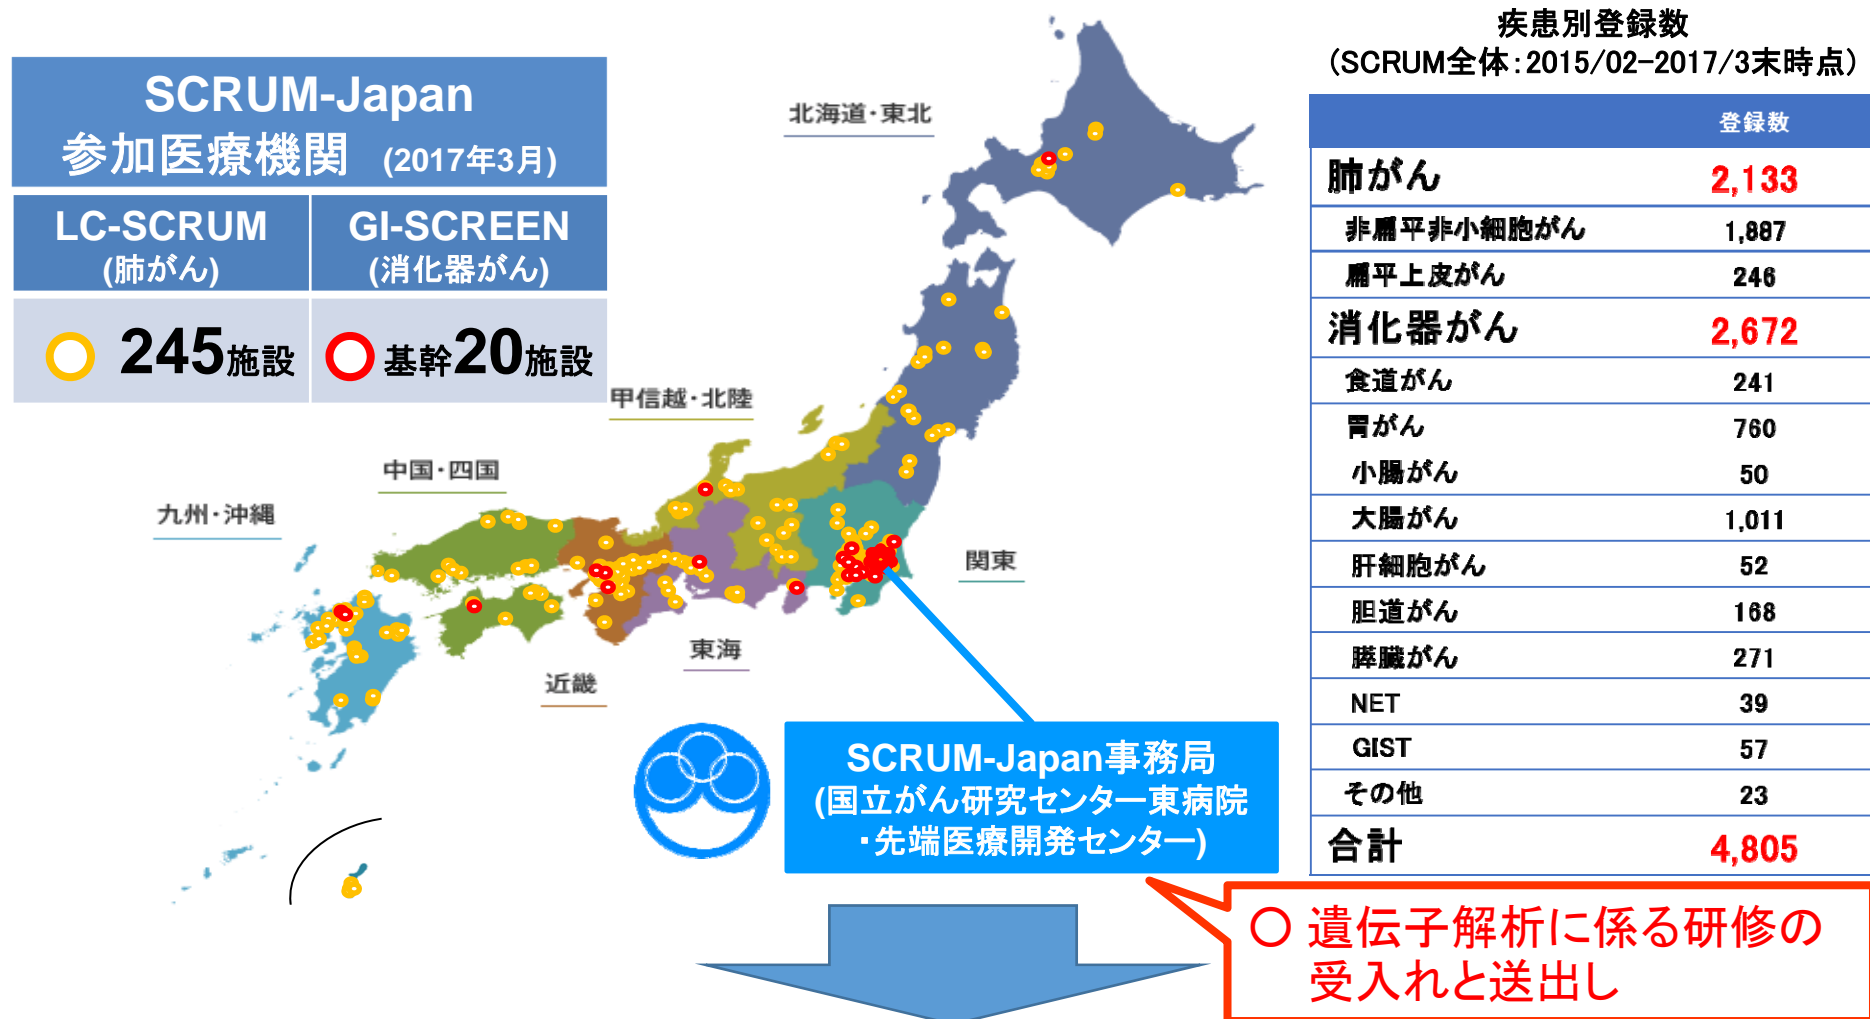 SCRUM-Japan
参加医療機関 (2017年3月)
LC-SCRUM
(肺がん)
GI-SCREEN
(消化器がん)
245施設
基幹20施設
北海道・東北
甲信越・北陸
中国・四国
九州・沖縄
関東
東海
近畿
SCRUM-Japan事務局
(国立がん研究センター東病院
・先端医療開発センター)
疾患別登録数
(SCRUM全体:2015/02-2017/3末時点)
登録数
肺がん 2,133
非扁平非小細胞がん 1,887
扁平上皮がん 246
消化器がん 2,672
食道がん 241
胃がん 760
小腸がん 50
大腸がん 1,011
肝細胞がん 52
胆道がん 168
膵臓がん 271
NET 39
GIST 57
その他 23
合計 4,805
○ 遺伝子解析に係る研修の
受入れと送出し